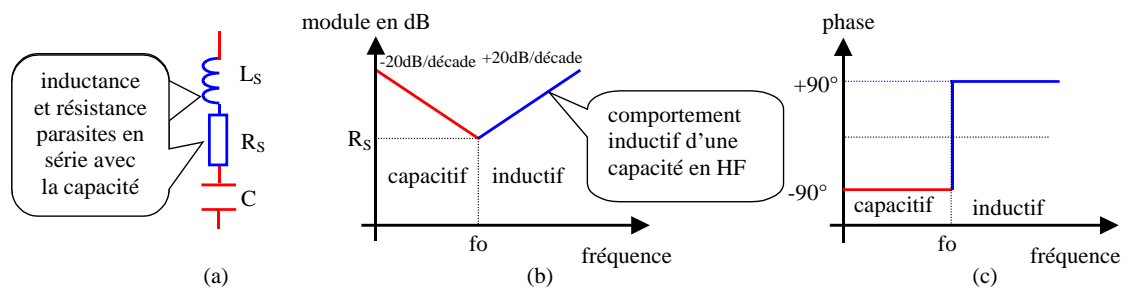 inductance
et résistance
parasites en
série avec
la capacité
L_S
R_S
C
(a)
module en dB
-20dB/décade
+20dB/décade
R_S
capacitif
inductif
comportement
inductif d'une
capacité en HF
fo
fréquence
(b)
phase
+90°
-90°
capacitif
inductif
fo
fréquence
(c)